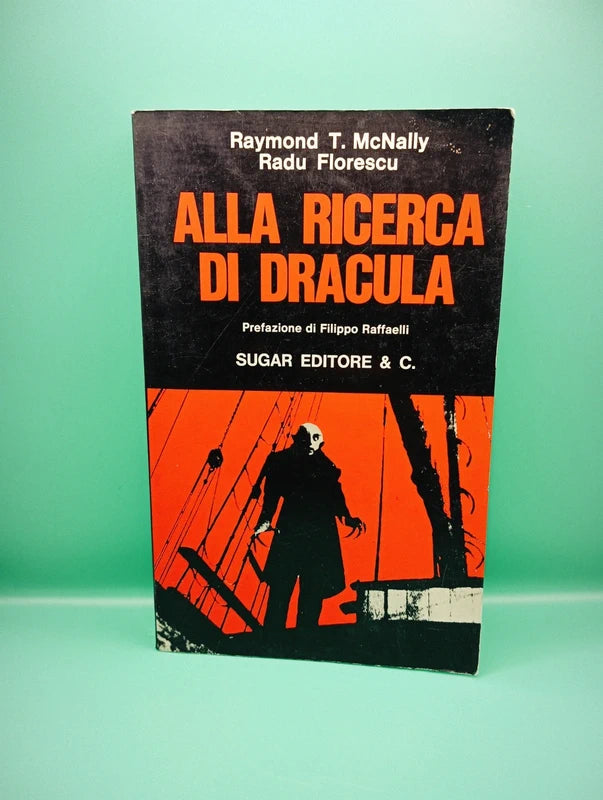 Raymond T. McNally
Radu Florescu
ALLA RICERCA
DI DRACULA
Prefazione di Filippo Raffaelli
SUGAR EDITORE & C.